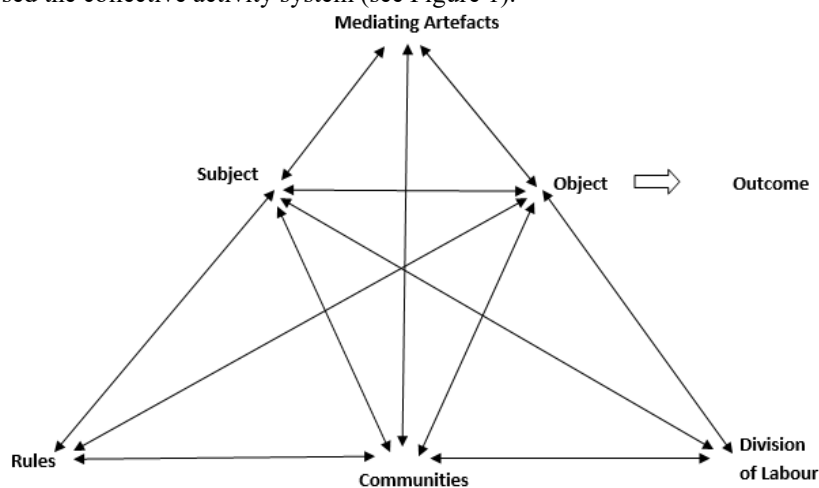 sed the collective activity system (see Figure 1).
Mediating Artefacts
Subject
Object
Outcome
Rules
Communities
Division
of Labour